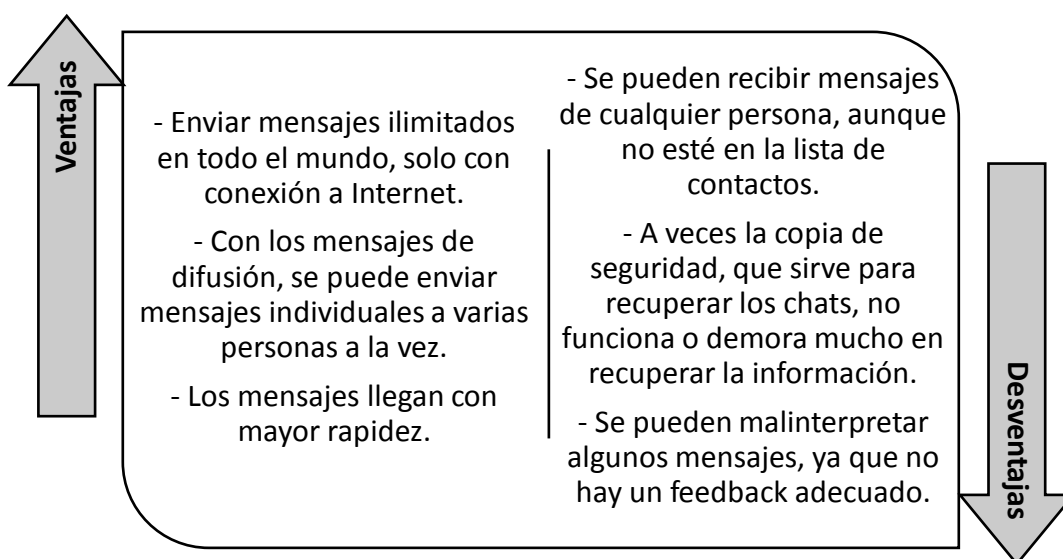 Ventajas
- Enviar mensajes ilimitados
en todo el mundo, solo con
conexión a Internet.
- Con los mensajes de
difusión, se puede enviar
mensajes individuales a varias
personas a la vez.
- Los mensajes llegan con
mayor rapidez.
- Se pueden recibir mensajes
de cualquier persona, aunque
no esté en la lista de
contactos.
- A veces la copia de
seguridad, que sirve para
recuperar los chats, no
funciona o demora mucho en
recuperar la información.
- Se pueden malinterpretar
algunos mensajes, ya que no
hay un feedback adecuado.
Desventajas